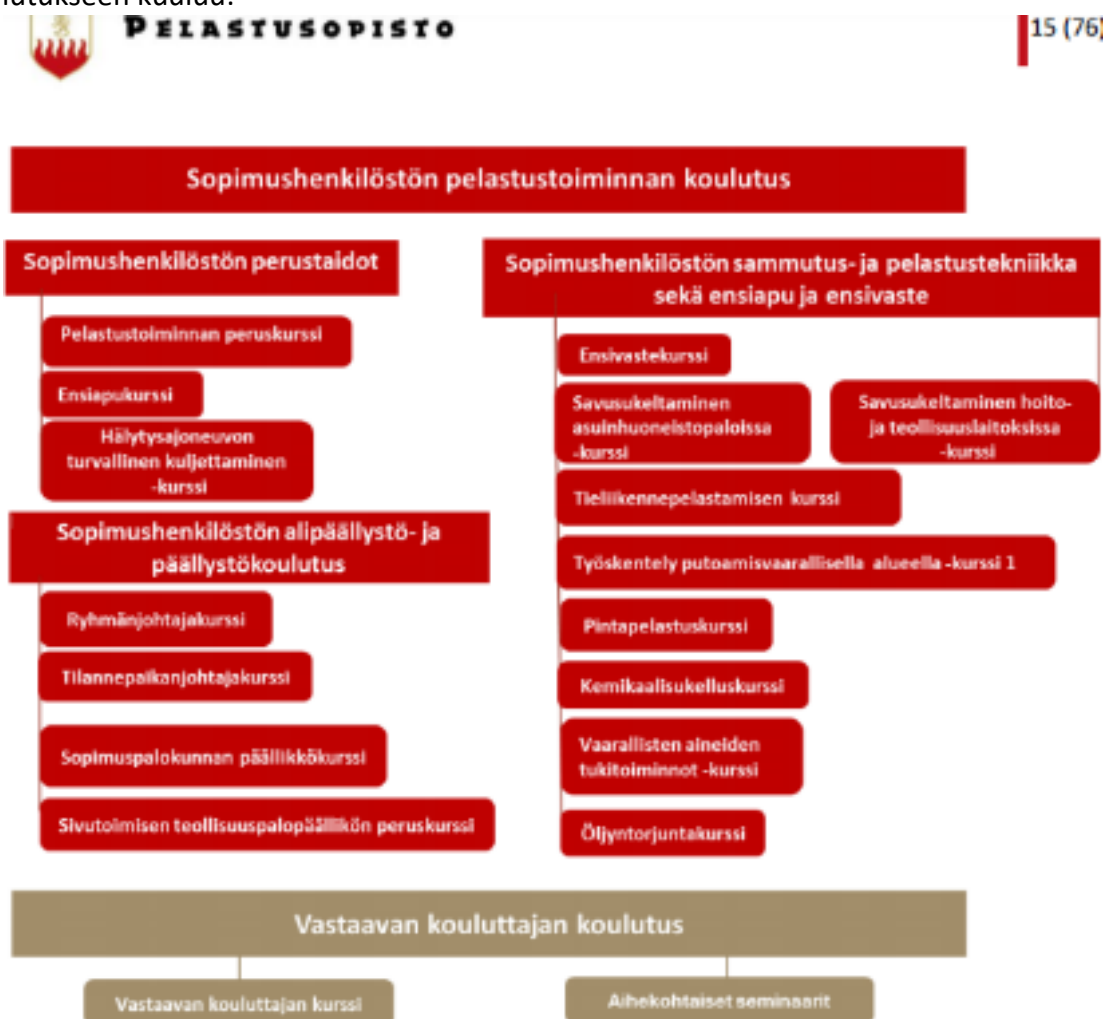 PELASTUSOPISTO
15 (76)
Sopimushenkilöstön pelastustoiminnan koulutus
Sopimushenkilöstön perustaidot
Pelastustoiminnan peruskurssi
Ensiapukurssi
Hälytysajoneuvon
turvallinen kuljettaminen
-kurssi
Sopimushenkilöstön alipäällystö- ja
päällystökoulutus
Ryhmänjohtajakurssi
Tilannepaikanjohtajakurssi
Sopimuspalokunnan päällikkökurssi
Sivutoimisen teollisuuspalopäällikön peruskurssi
Sopimushenkilöstön sammutus- ja pelastustekniikka
sekä ensiapu ja ensivaste
Ensivastekurssi
Savusukeltaminen
asuinhuoneistopaloissa
-kurssi
Savusukeltaminen hoito-
ja teollisuuslaitoksissa
-kurssi
Tieliikennepelastamisen kurssi
Työskentely putoamisvaarallisella alueella -kurssi 1
Pintapelastuskurssi
Kemikaalisukelluskurssi
Vaarallisten aineiden
tukitoiminnot -kurssi
Öljyntorjuntakurssi
Vastaavan kouluttajan koulutus
Vastaavan kouluttajan kurssi
Aihekohtaiset seminaarit